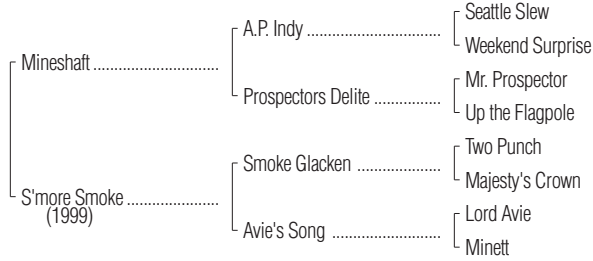 Seattle Slew
A.P. Indy ..............................
Weekend Surprise
Mineshaft ............................
Mr. Prospector
Prospectors Delite ...............
Up the Flagpole
Two Punch
Smoke Glacken ...................
Majesty's Crown
S'more Smoke ....................
(1999)
Lord Avie
Avie's Song ........................
Minett